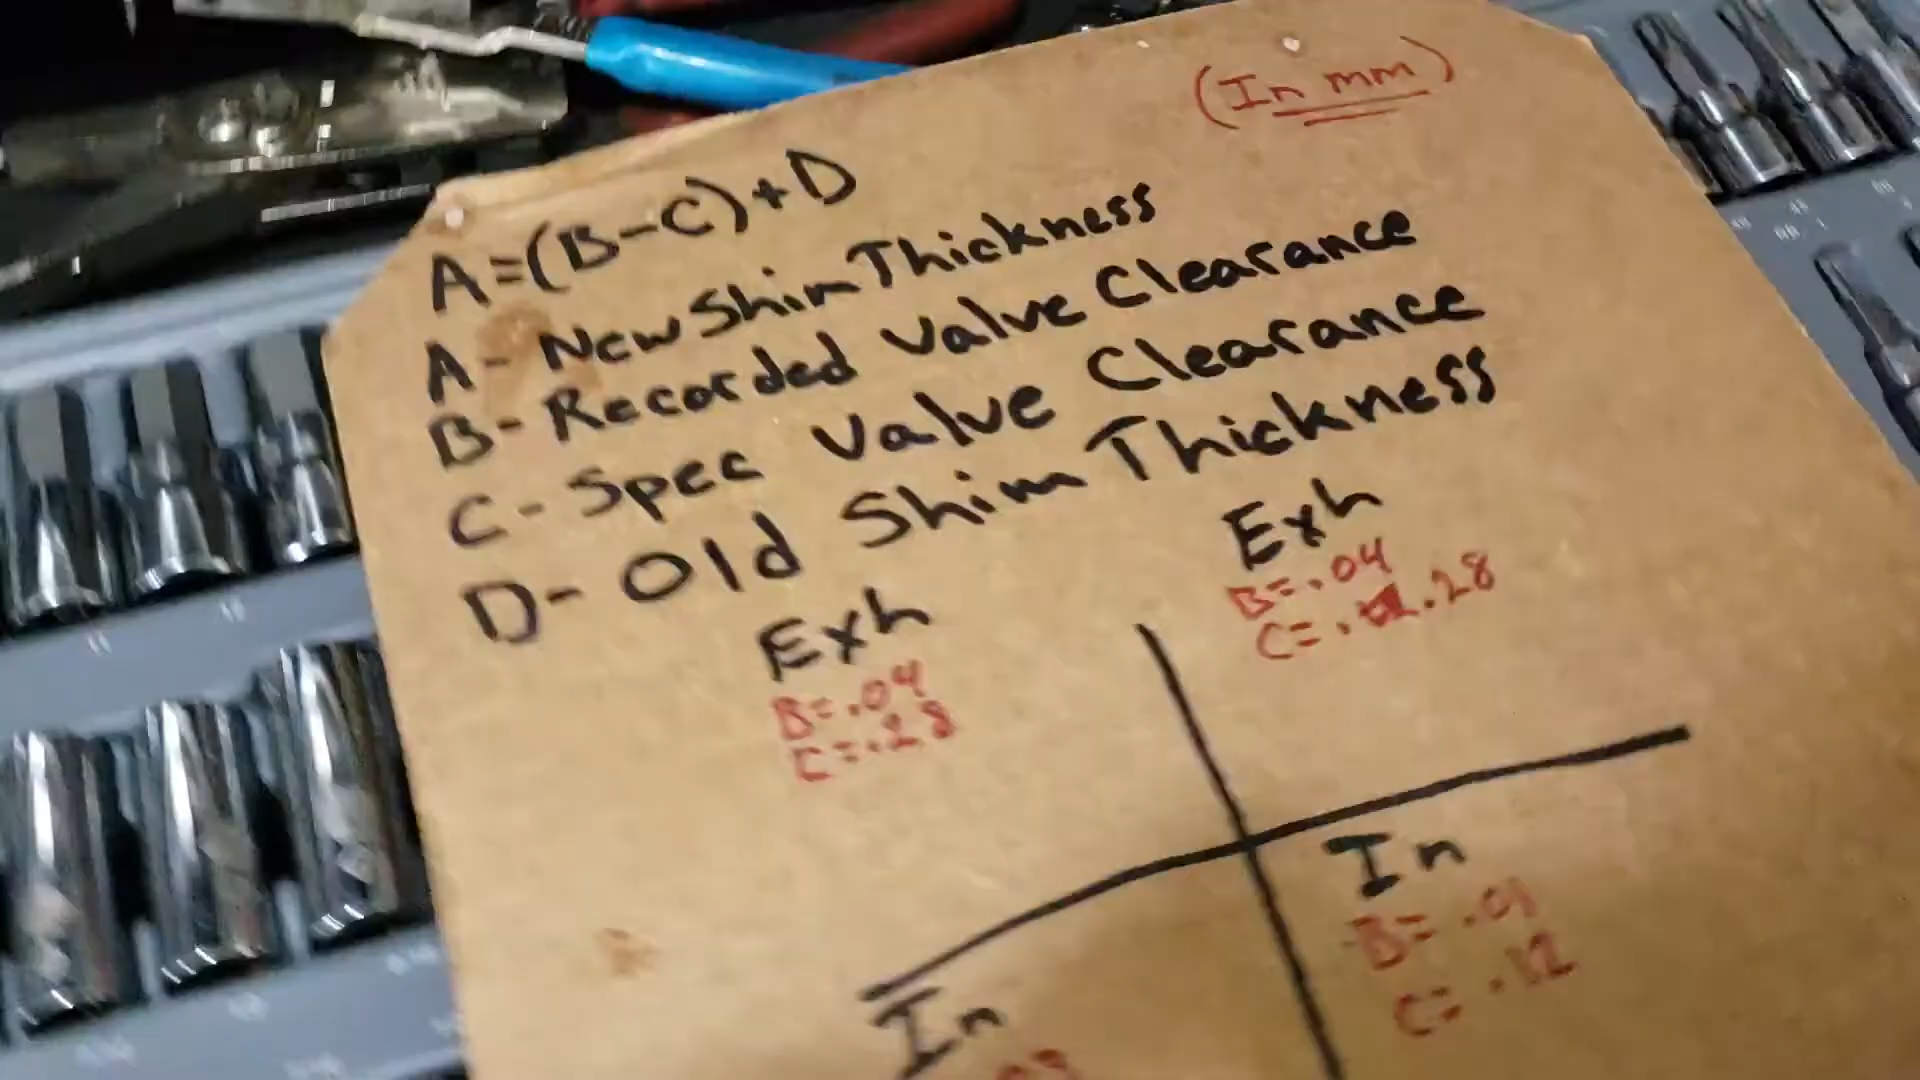 (In mm)
A=(B-C)+D
A- New Shim Thickness
B- Recorded Valve Clearance
C- Spec Valve Clearance
D- Old Shim Thickness
Exh
B=.04
C=.28
Exh
B=.04
C=.28
In
In
C=.12